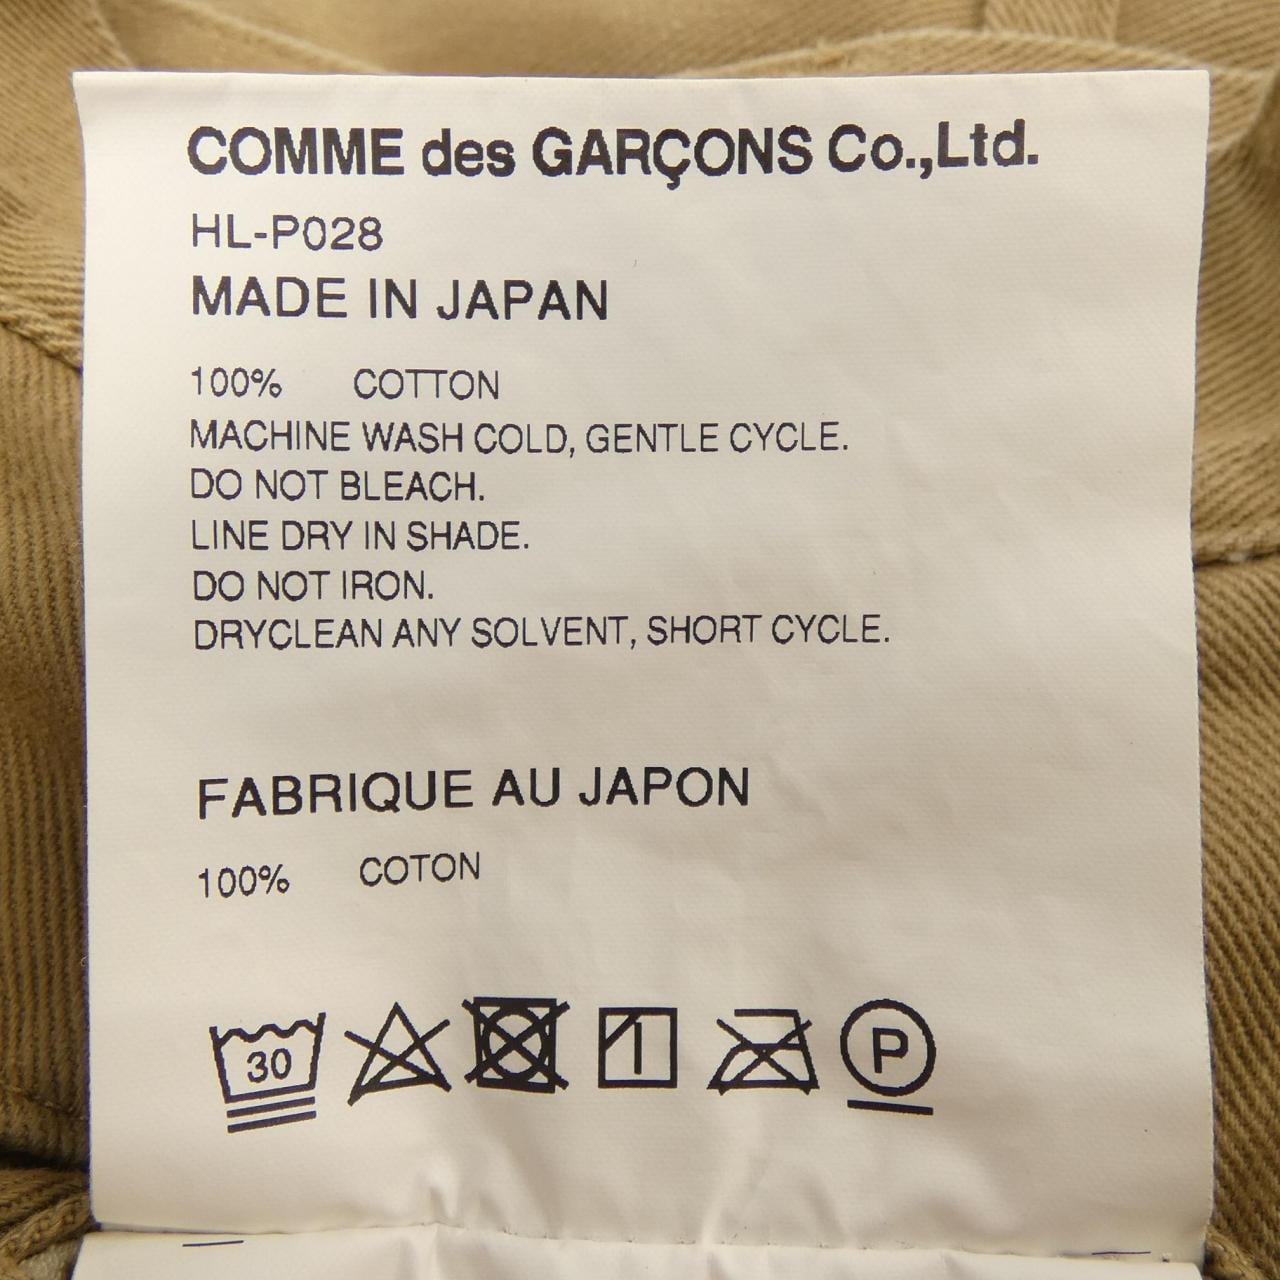 COMME des GARÇONS Co.,Ltd.
HL-P028
MADE IN JAPAN
100% COTTON
MACHINE WASH COLD, GENTLE CYCLE.
DO NOT BLEACH.
LINE DRY IN SHADE.
DO NOT IRON.
DRYCLEAN ANY SOLVENT, SHORT CYCLE.
FABRIQUE AU JAPON
100% COTON
30 P